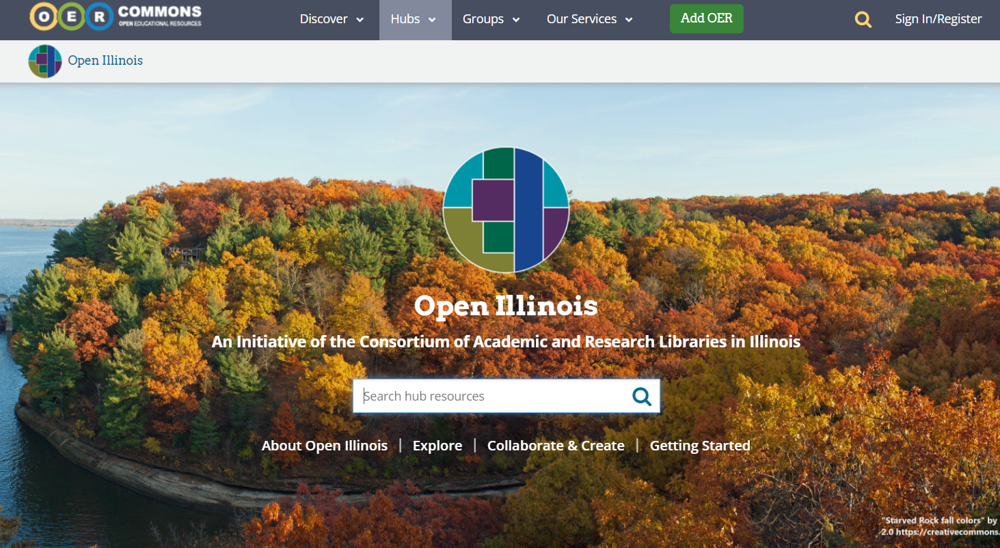 O E R COMMONS
OPEN EDUCATIONAL RESOURCES
Discover Hubs Groups Our Services Add OER Sign In/Register
Open Illinois
Open Illinois
An Initiative of the Consortium of Academic and Research Libraries in Illinois
Search hub resources
About Open Illinois | Explore | Collaborate & Create | Getting Started
"Starved Rock fall colors" by
2.0 https://creativecommons.